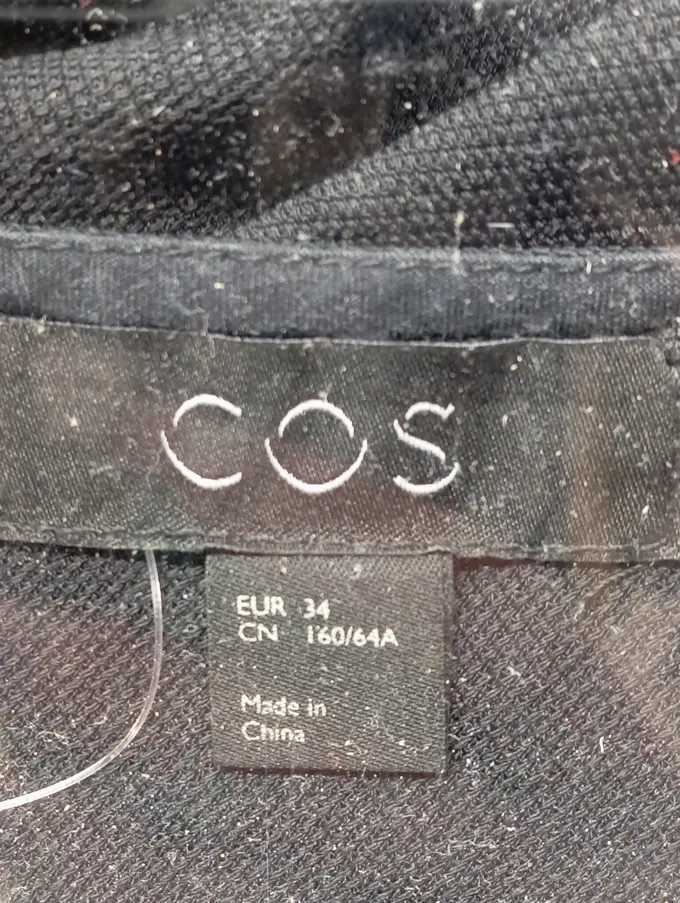 COS
EUR 34
CN 160/64A
Made in
China